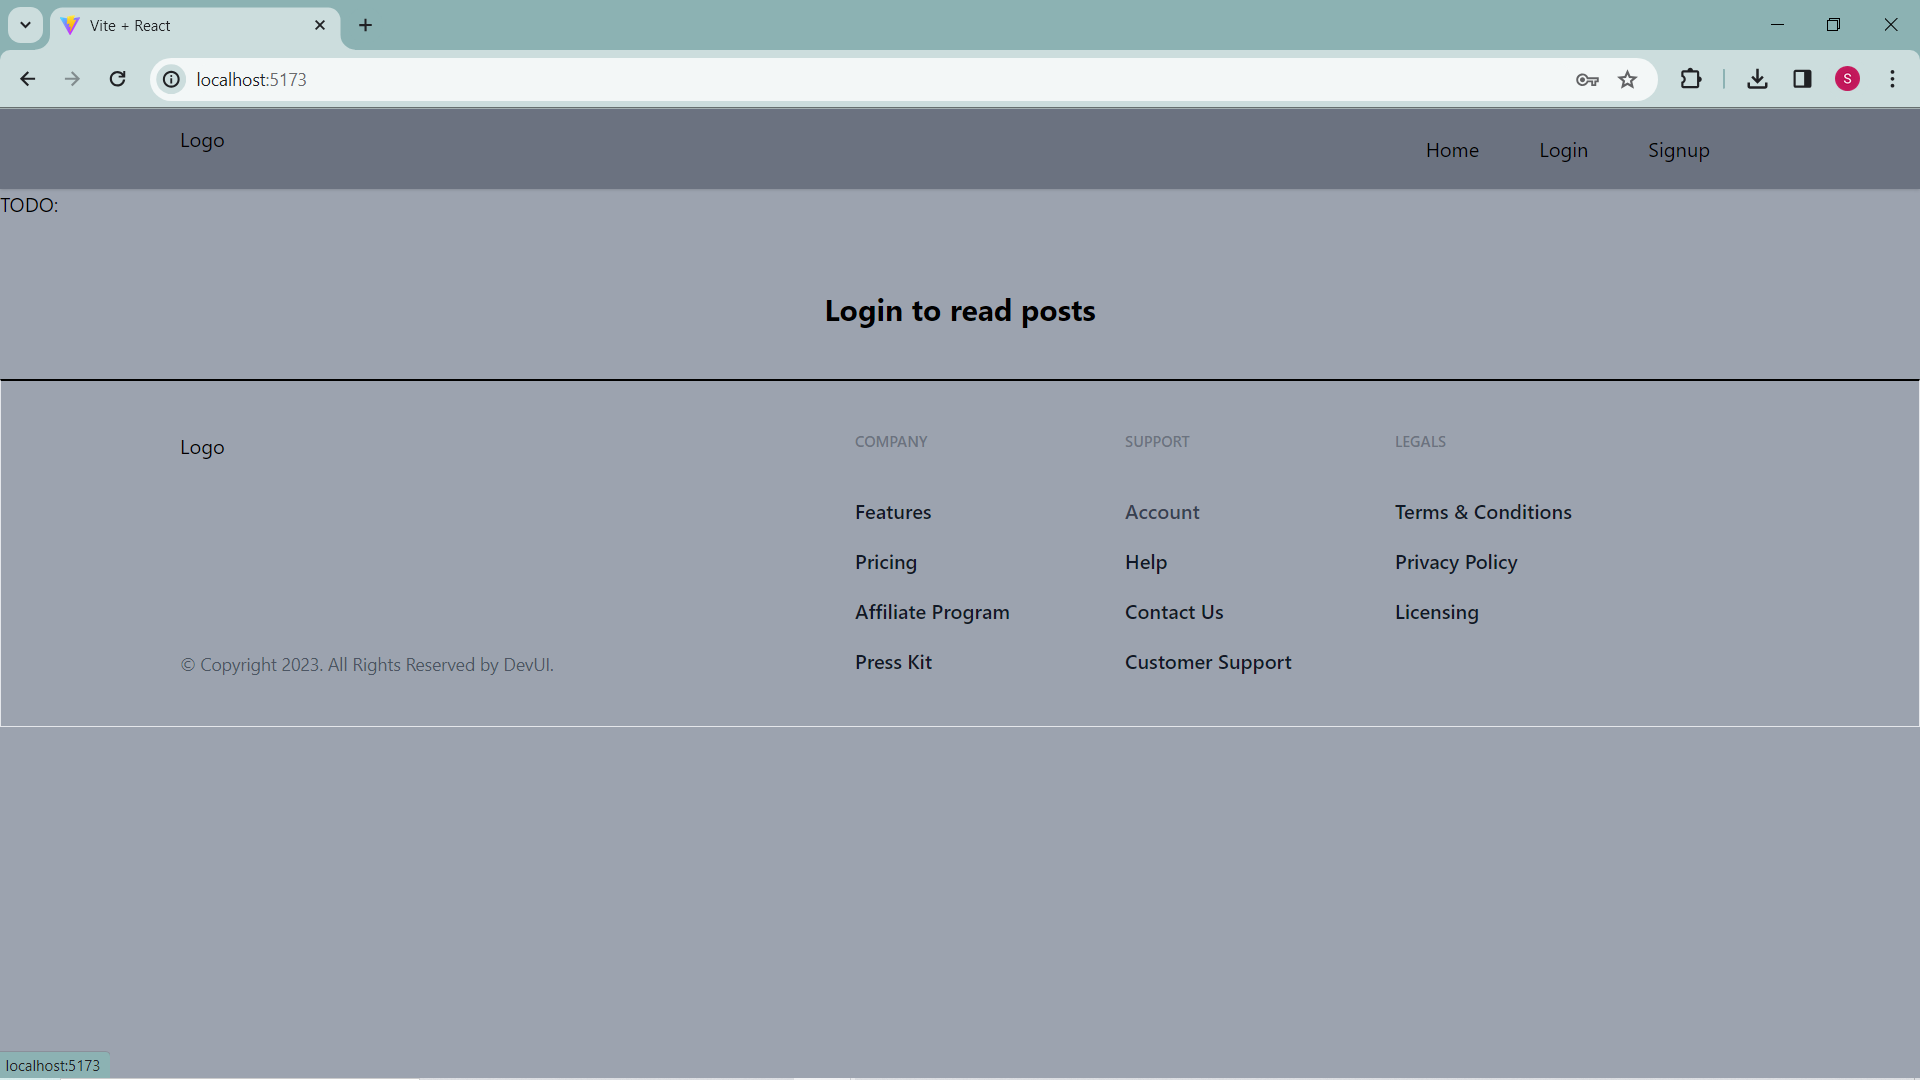 Vite + React
localhost:5173
S
Logo
Home Login Signup
TODO:
Login to read posts
Logo
© Copyright 2023. All Rights Reserved by DevUI.
COMPANY
Features
Pricing
Affiliate Program
Press Kit
SUPPORT
Account
Help
Contact Us
Customer Support
LEGALS
Terms & Conditions
Privacy Policy
Licensing
localhost:5173